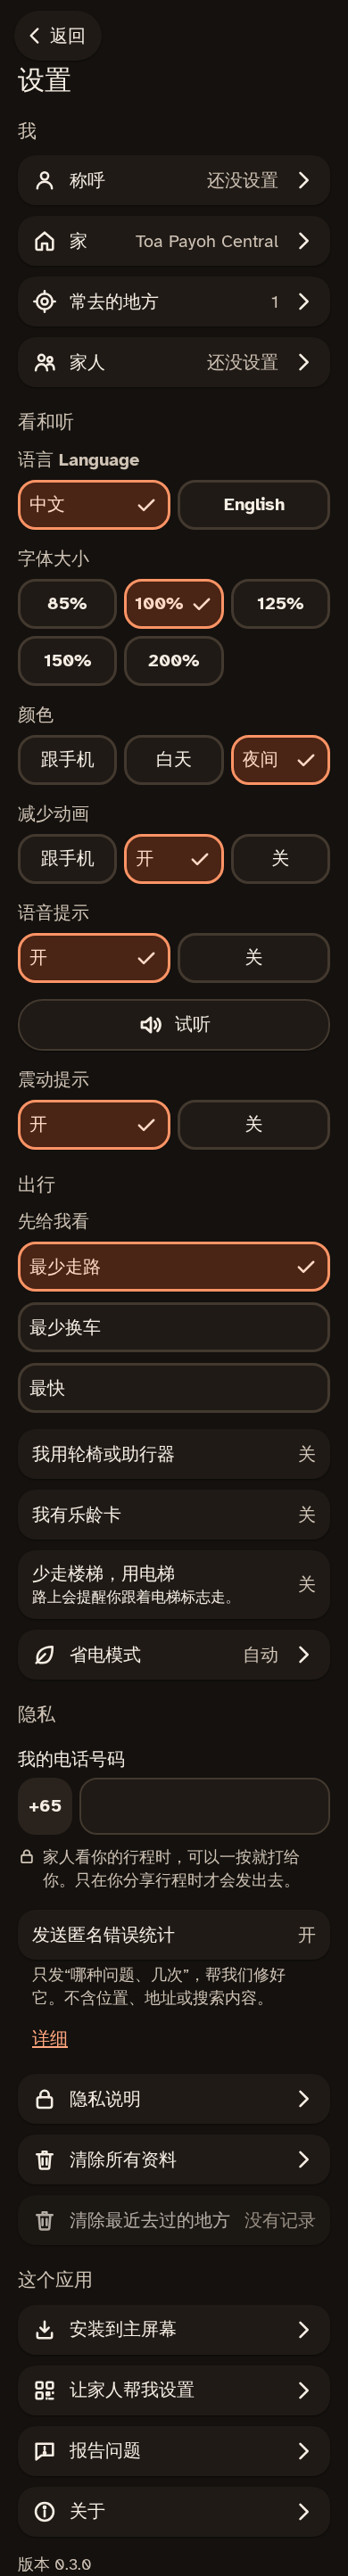 返回
设置
我
称呼 还没设置
家 Toa Payoh Central
常去的地方 1
家人 还没设置
看和听
语言 Language
中文 English
字体大小
85% 100% 125%
150% 200%
颜色
跟手机 白天 夜间
减少动画
跟手机 开 关
语音提示
开 关
试听
震动提示
开 关
出行
先给我看
最少走路
最少换车
最快
我用轮椅或助行器 关
我有乐龄卡 关
少走楼梯，用电梯 关
路上会提醒你跟着电梯标志走。
省电模式 自动
隐私
我的电话号码
+65
家人看你的行程时，可以一按就打给
你。只在你分享行程时才会发出去。
发送匿名错误统计 开
只发“哪种问题、几次”，帮我们修好
它。不含位置、地址或搜索内容。
详细
隐私说明
清除所有资料
清除最近去过的地方 没有记录
这个应用
安装到主屏幕
让家人帮我设置
报告问题
关于
版本 0.3.0